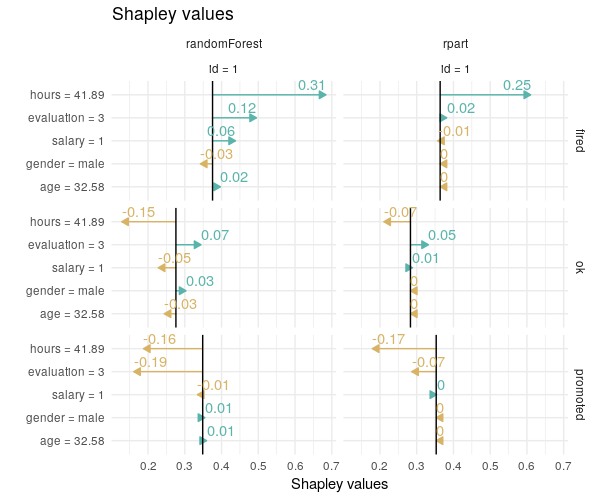 Shapley values
randomForest rpart
id = 1 id = 1
hours = 41.89 0.31 0.25
evaluation = 3 0.12 0.02
salary = 1 0.06 -0.01
gender = male -0.03 0
age = 32.58 0.02 0
fired
hours = 41.89 -0.15 -0.07
evaluation = 3 0.07 0.05
salary = 1 -0.05 0.01
gender = male 0.03 0
age = 32.58 -0.03 0
ok
hours = 41.89 -0.16 -0.17
evaluation = 3 -0.19 -0.07
salary = 1 -0.01 0
gender = male 0.01 0
age = 32.58 0.01 0
promoted
0.2 0.3 0.4 0.5 0.6 0.7 0.2 0.3 0.4 0.5 0.6 0.7
Shapley values